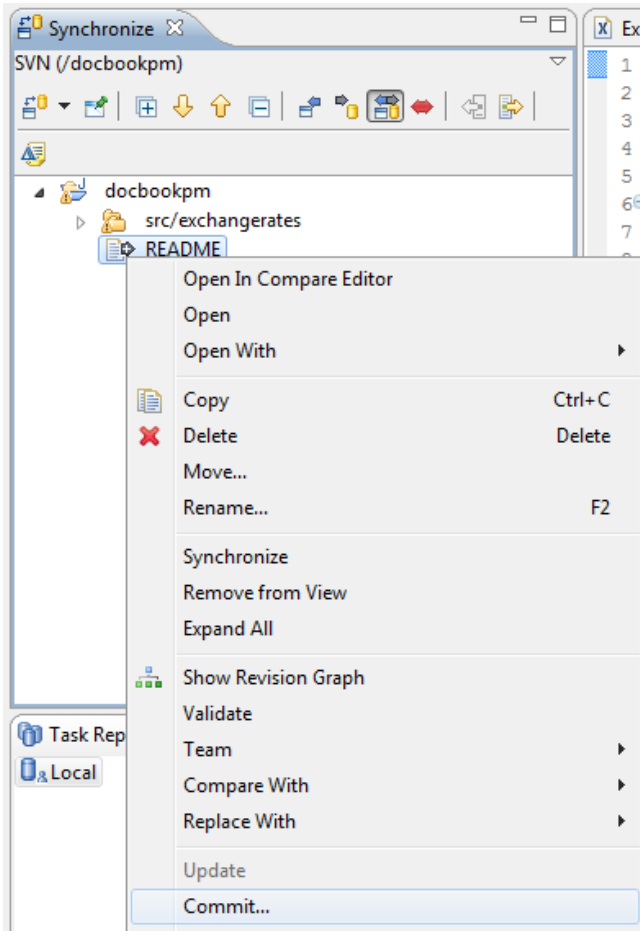 Synchronize
Ex
SVN (/docbookpm)
1
2
3
4
5
6
7
docbookpm
src/exchangerates
README
Open In Compare Editor
Open
Open With
Copy Ctrl+C
Delete Delete
Move...
Rename... F2
Synchronize
Remove from View
Expand All
Show Revision Graph
Validate
Team
Compare With
Replace With
Update
Commit...
Task Rep
Local